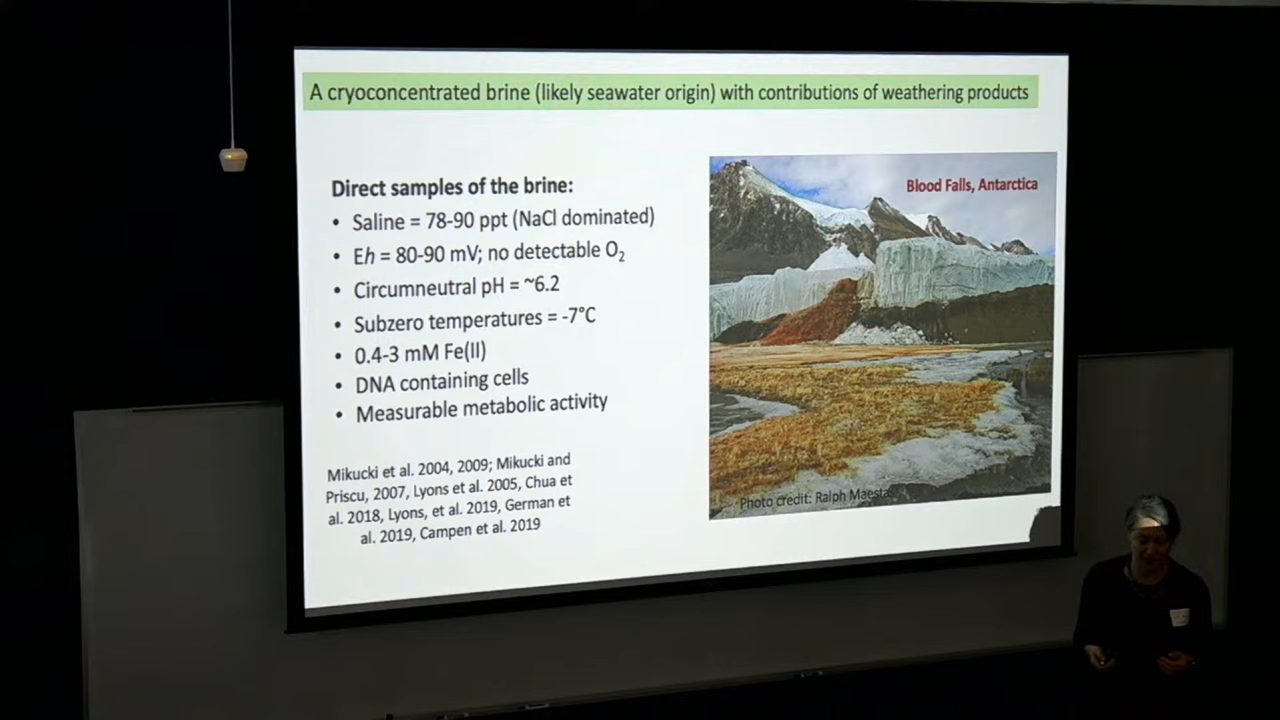 A cryoconcentrated brine (likely seawater origin) with contributions of weathering products
Direct samples of the brine:
• Saline = 78-90 ppt (NaCl dominated)
• Eh = 80-90 mV; no detectable O₂
• Circumneutral pH = ~6.2
• Subzero temperatures = -7°C
• 0.4-3 mM Fe(II)
• DNA containing cells
• Measurable metabolic activity
Mikucki et al. 2004, 2009; Mikucki and
Priscu, 2007, Lyons et al. 2005, Chua et
al. 2018, Lyons, et al. 2019, German et
al. 2019, Campen et al. 2019
Blood Falls, Antarctica
Photo credit: Ralph